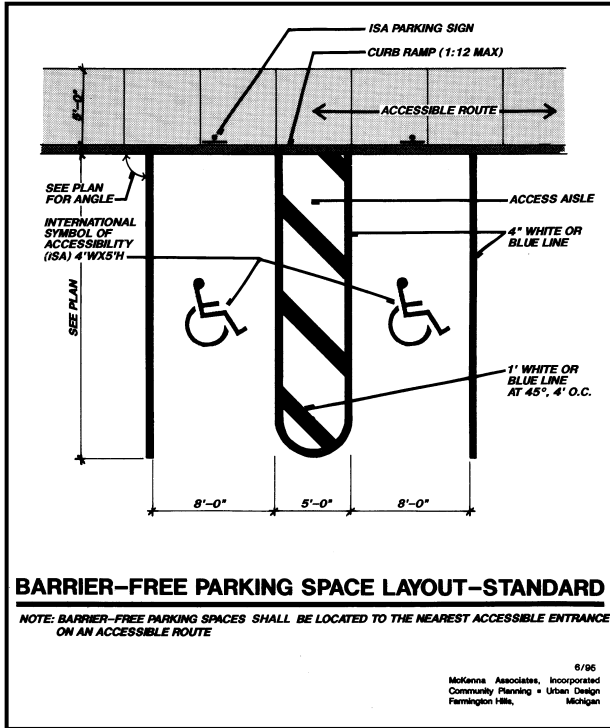 ISA PARKING SIGN
CURB RAMP (1:12 MAX)
5'-0"
ACCESSIBLE ROUTE
SEE PLAN
FOR ANGLE
ACCESS AISLE
INTERNATIONAL
SYMBOL OF
ACCESSIBILITY
(iSA) 4'WX5'H
4" WHITE OR
BLUE LINE
SEE PLAN
1' WHITE OR
BLUE LINE
AT 45°, 4' O.C.
8'-0"
5'-0"
8'-0"
BARRIER-FREE PARKING SPACE LAYOUT-STANDARD
NOTE: BARRIER-FREE PARKING SPACES SHALL BE LOCATED TO THE NEAREST ACCESSIBLE ENTRANCE
ON AN ACCESSIBLE ROUTE
6/95
McKenna Associates, Incorporated
Community Planning ▪ Urban Design
Farmington Hills, Michigan